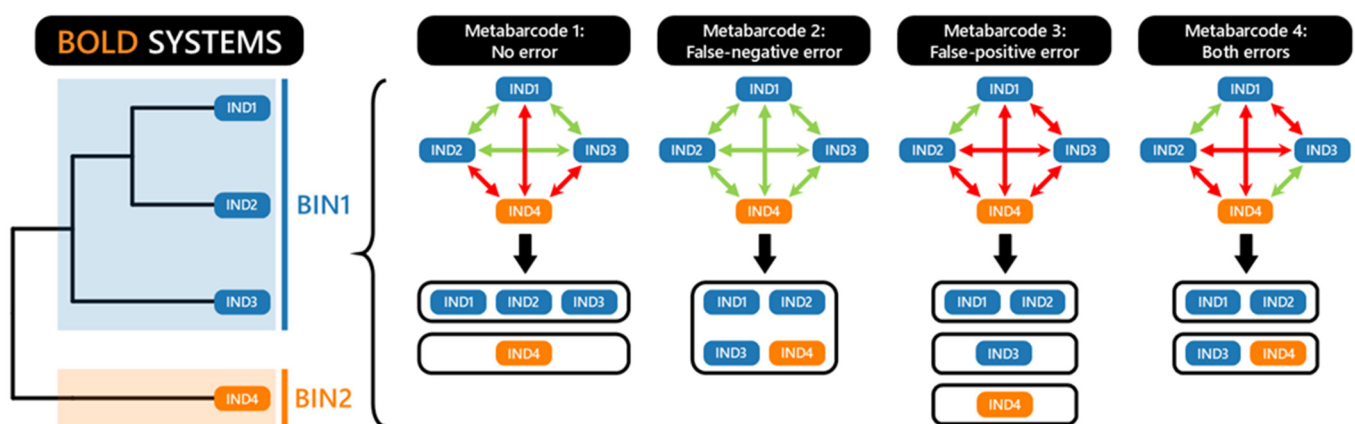 BOLD SYSTEMS
IND1
IND2
BIN1
IND3
IND4
BIN2
Metabarcode 1:
No error
IND1
IND2 IND3
IND4
IND1 IND2 IND3
IND4
Metabarcode 2:
False-negative error
IND1
IND2 IND3
IND4
IND1 IND2
IND3 IND4
Metabarcode 3:
False-positive error
IND1
IND2 IND3
IND4
IND1 IND2
IND3
IND4
Metabarcode 4:
Both errors
IND1
IND2 IND3
IND4
IND1 IND2
IND3 IND4